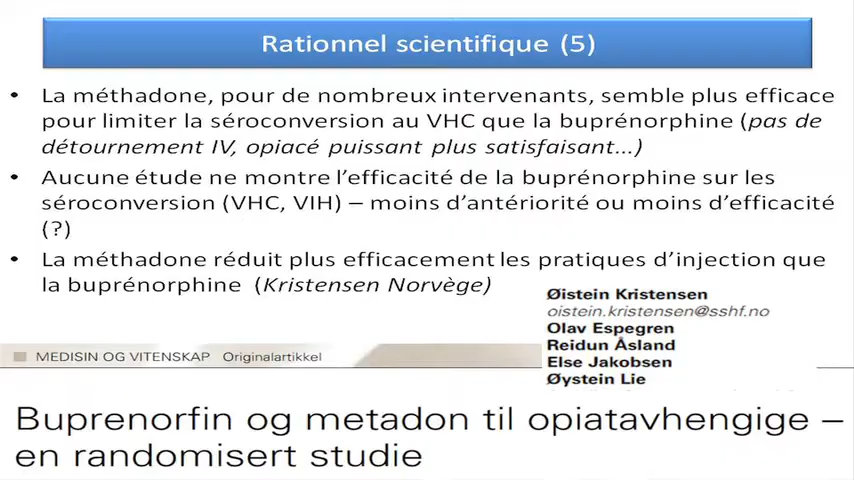 Rationnel scientifique (5)
• La méthadone, pour de nombreux intervenants, semble plus efficace
pour limiter la séroconversion au VHC que la buprénorphine (pas de
détournement IV, opiacé puissant plus satisfaisant...)
• Aucune étude ne montre l’efficacité de la buprénorphine sur les
séroconversion (VHC, VIH) – moins d’antériorité ou moins d’efficacité
(?)
• La méthadone réduit plus efficacement les pratiques d’injection que
la buprénorphine (Kristensen Norvège)
Øistein Kristensen
oistein.kristensen@sshf.no
Olav Espegren
Reidun Åsland
Else Jakobsen
Øystein Lie
MEDISIN OG VITENSKAP Originalartikkel
Buprenorfin og metadon til opiatavhengige –
en randomisert studie